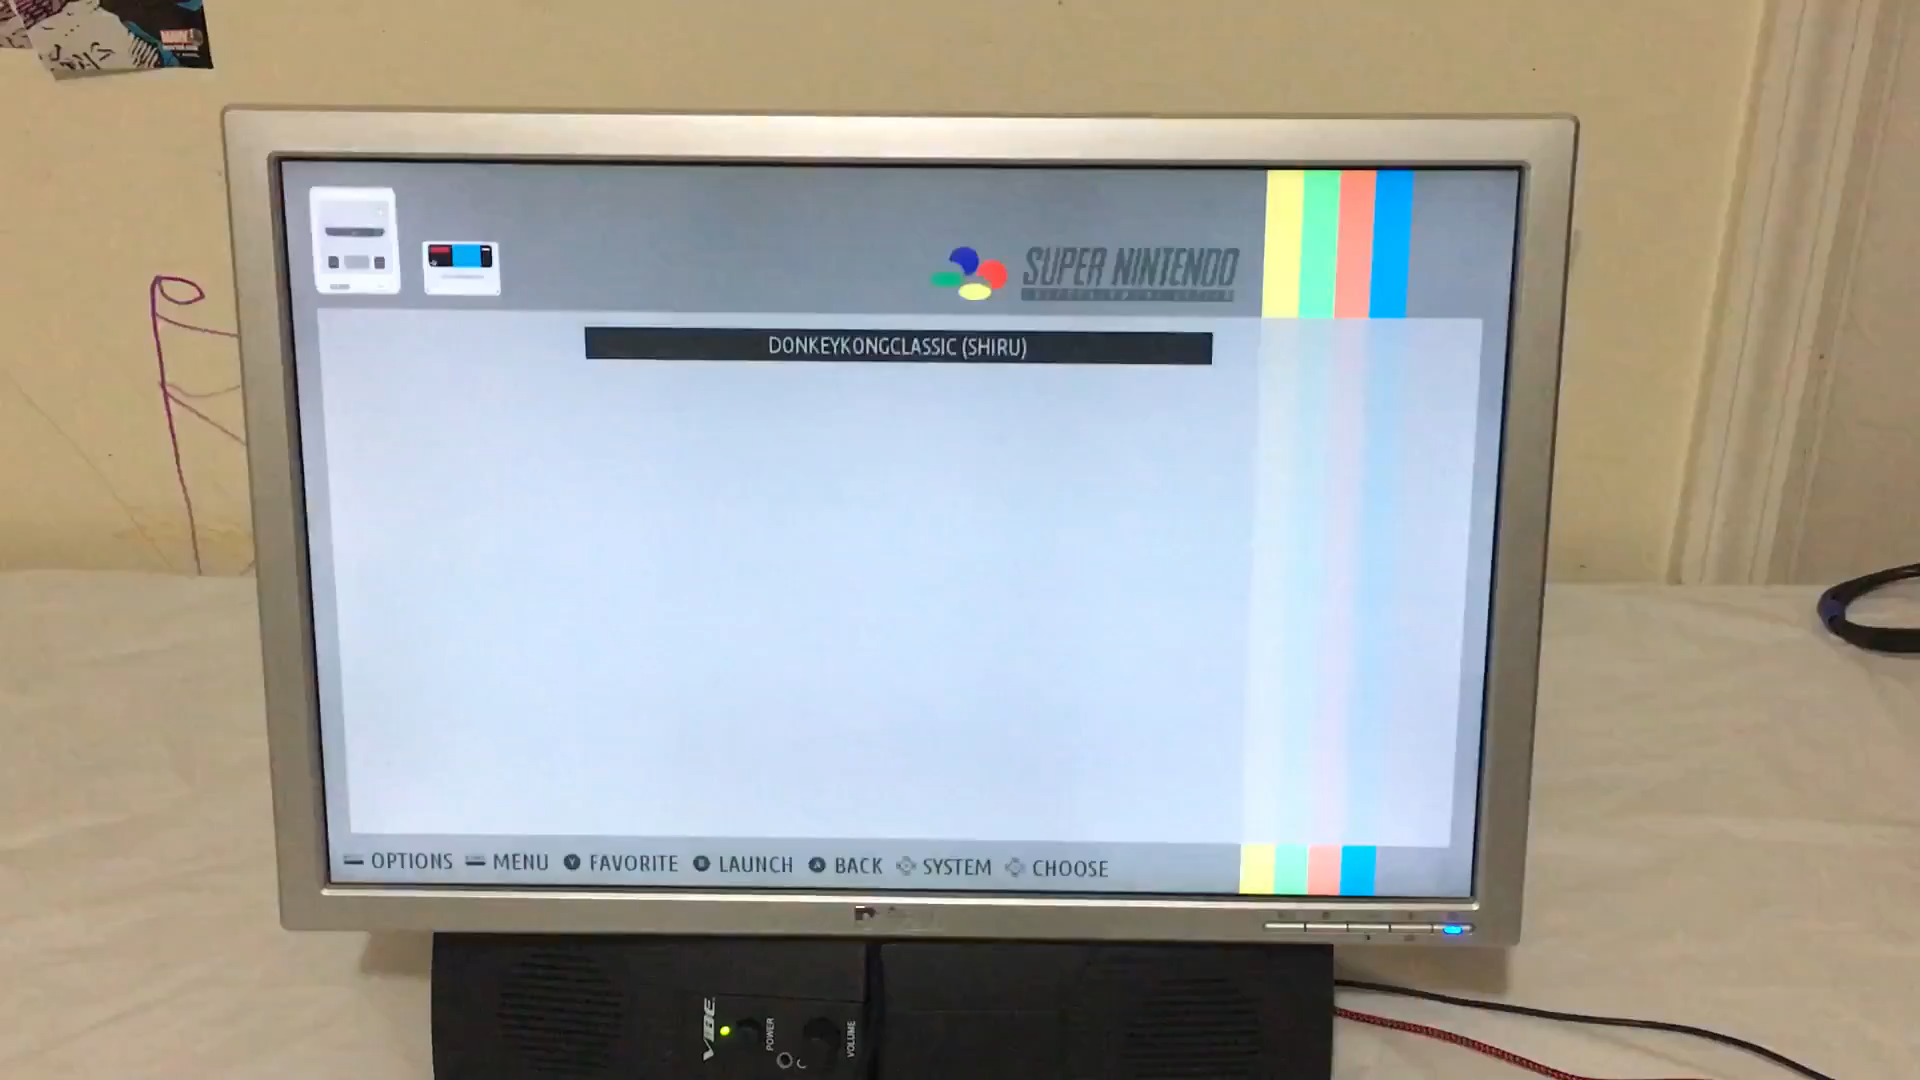 SUPER NINTENDO
DONKEYKONGCLASSIC (SHIRU)
OPTIONS MENU Y FAVORITE B LAUNCH A BACK SYSTEM CHOOSE
VIBE
POWER
VOLUME